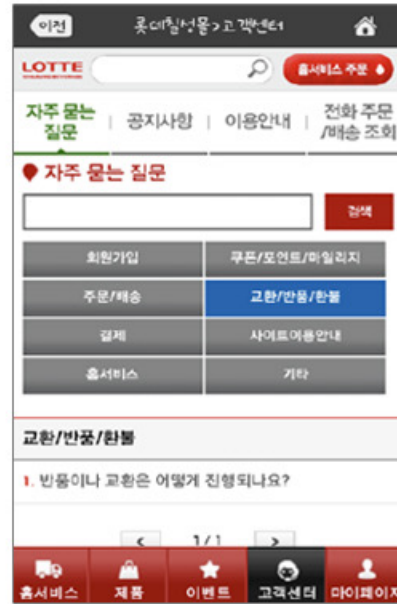 이전 롯데칠성몰>고객센터
LOTTE 홈서비스 주문
자주 묻는 질문 | 공지사항 | 이용안내 | 전화 주문/배송 조회
자주 묻는 질문
검색
회원가입 쿠폰/포인트/마일리지
주문/배송 교환/반품/환불
결제 사이트이용안내
홈서비스 기타
교환/반품/환불
1. 반품이나 교환은 어떻게 진행되나요?
< 1/1 >
홈서비스 제품 이벤트 고객센터 마이페이지